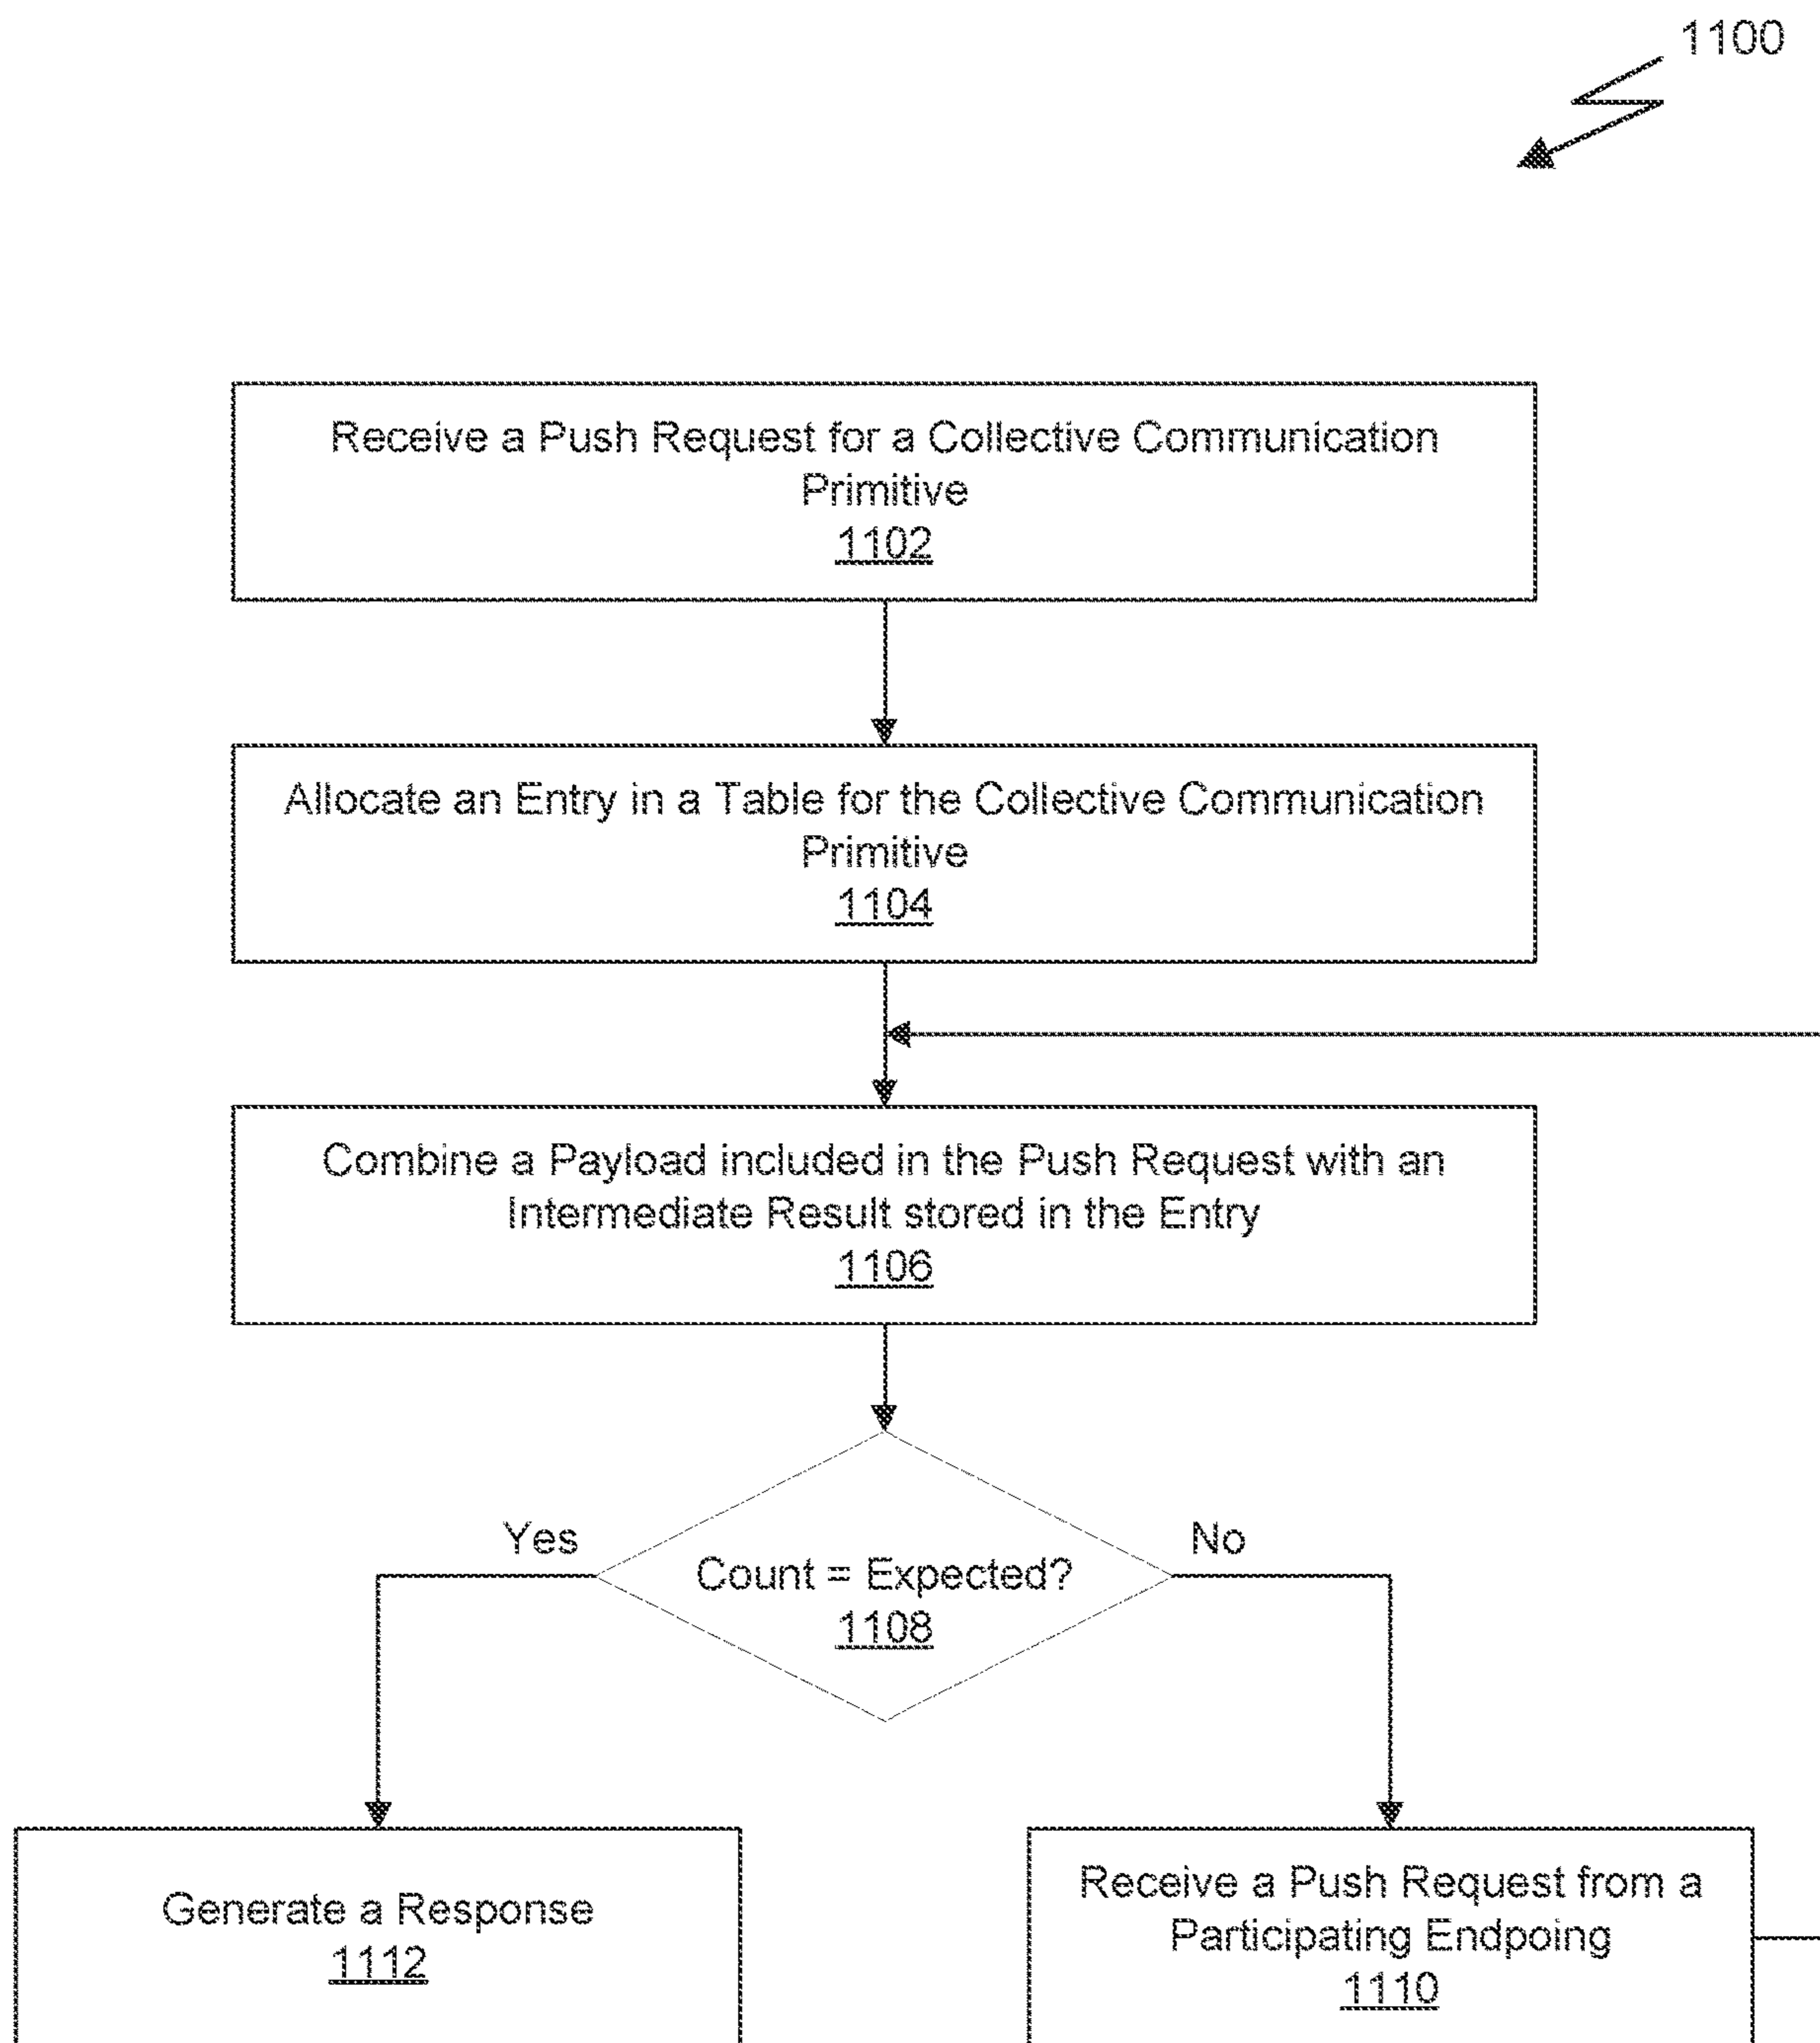 1100
Receive a Push Request for a Collective Communication
Primitive
1102
Allocate an Entry in a Table for the Collective Communication
Primitive
1104
Combine a Payload included in the Push Request with an
Intermediate Result stored in the Entry
1106
Yes
No
Count = Expected?
1108
Generate a Response
1112
Receive a Push Request from a
Participating Endpoing
1110